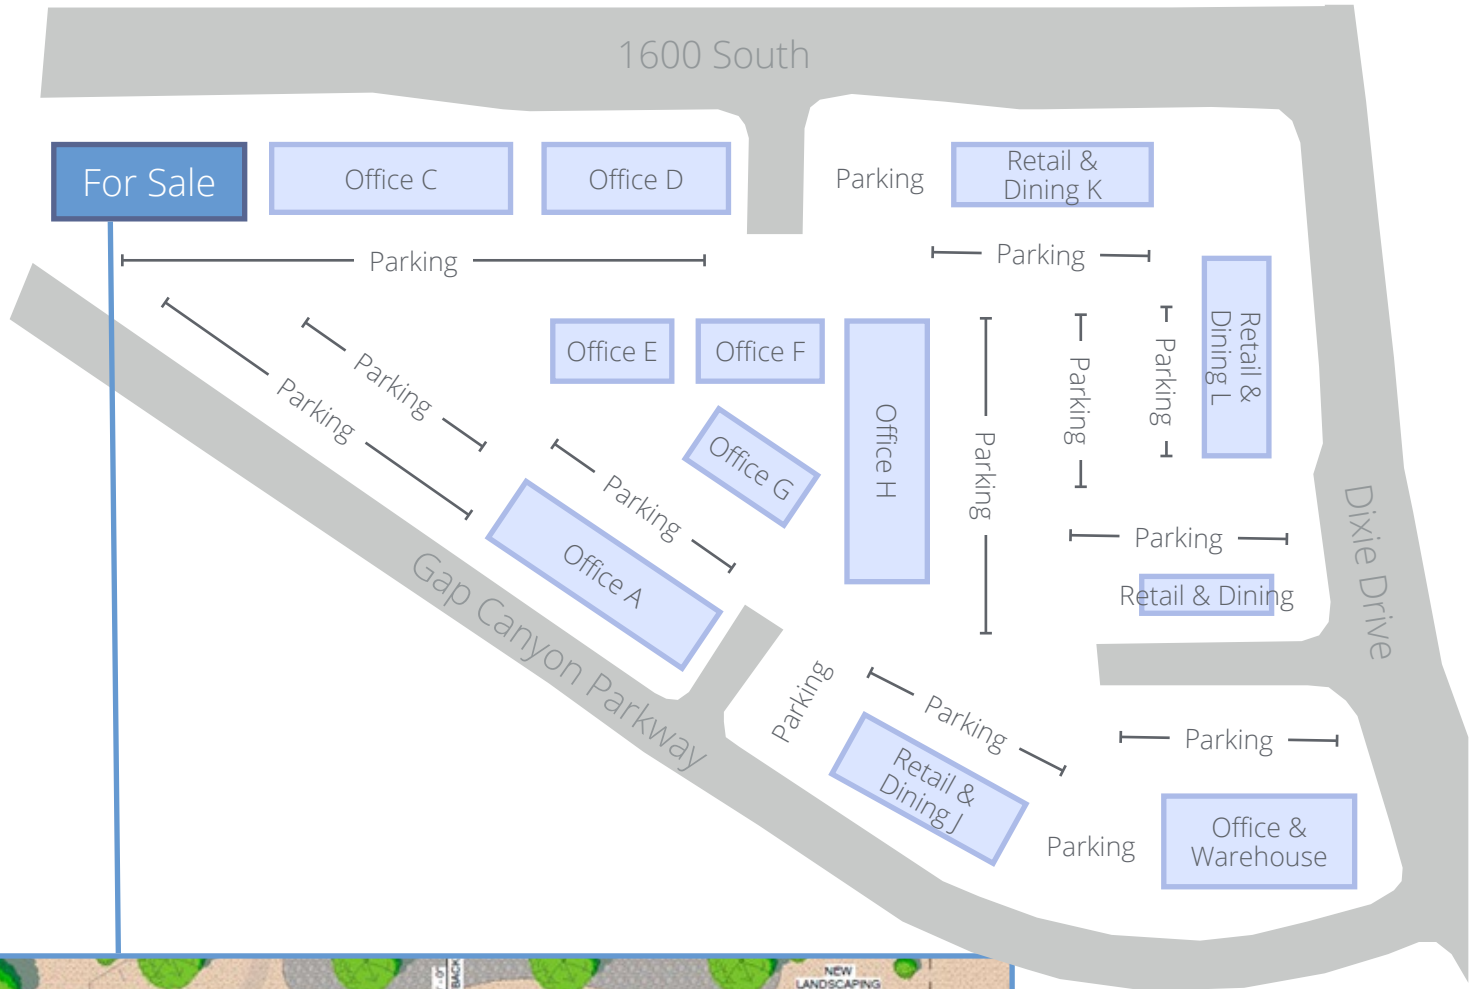 1600 South
For Sale
Office C
Office D
Parking
Retail &
Dining K
Parking
Parking
Retail &
Dining L
Parking
Parking
Parking
Office E
Office F
Office H
Parking
Parking
Office G
Parking
Office A
Parking
Retail & Dining
Dixie Drive
Gap Canyon Parkway
Parking
Parking
Retail &
Dining J
Parking
Parking
Office &
Warehouse
NEW
LANDSCAPING
BACK